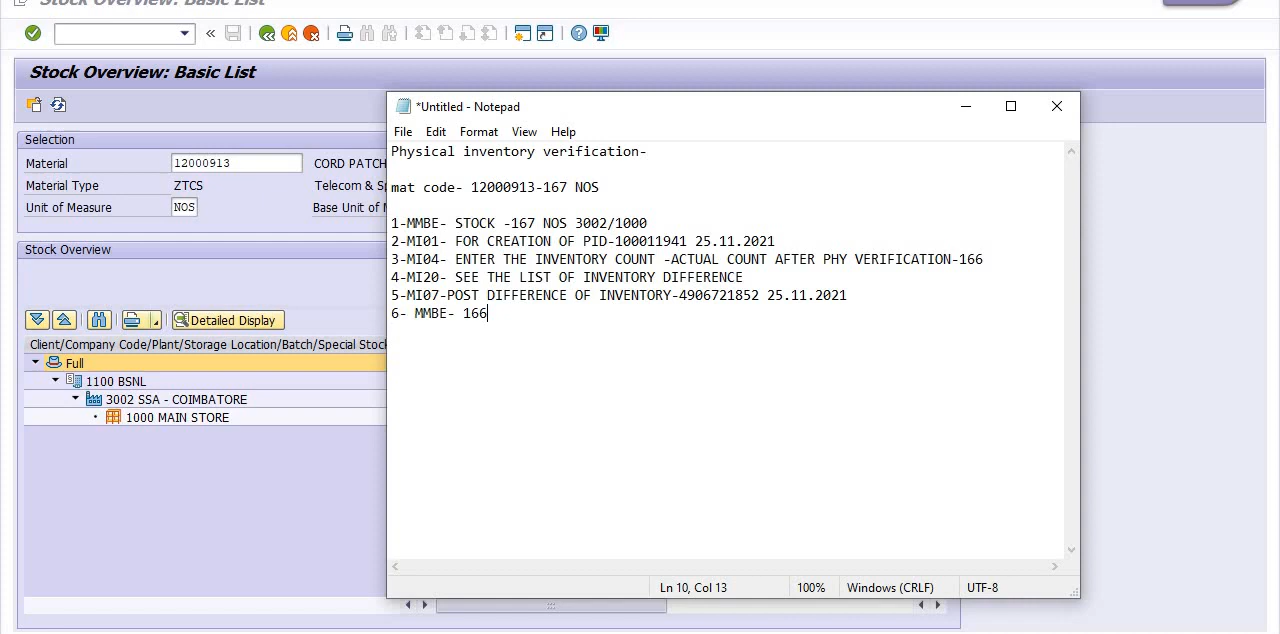 Stock Overview: Basic List
Stock Overview: Basic List
Selection
Material 12000913 CORD PATCH
Material Type ZTCS Telecom &
Unit of Measure NOS Base Unit of
Stock Overview
Detailed Display
Client/Company Code/Plant/Storage Location/Batch/Special Stock
Full
1100 BSNL
3002 SSA - COIMBATORE
1000 MAIN STORE
*Untitled - Notepad
File Edit Format View Help
Physical inventory verification-
mat code- 12000913-167 NOS
1-MMBE- STOCK -167 NOS 3002/1000
2-MI01- FOR CREATION OF PID-100011941 25.11.2021
3-MI04- ENTER THE INVENTORY COUNT -ACTUAL COUNT AFTER PHY VERIFICATION-166
4-MI20- SEE THE LIST OF INVENTORY DIFFERENCE
5-MI07-POST DIFFERENCE OF INVENTORY-4906721852 25.11.2021
6- MMBE- 166
Ln 10, Col 13 100% Windows (CRLF) UTF-8